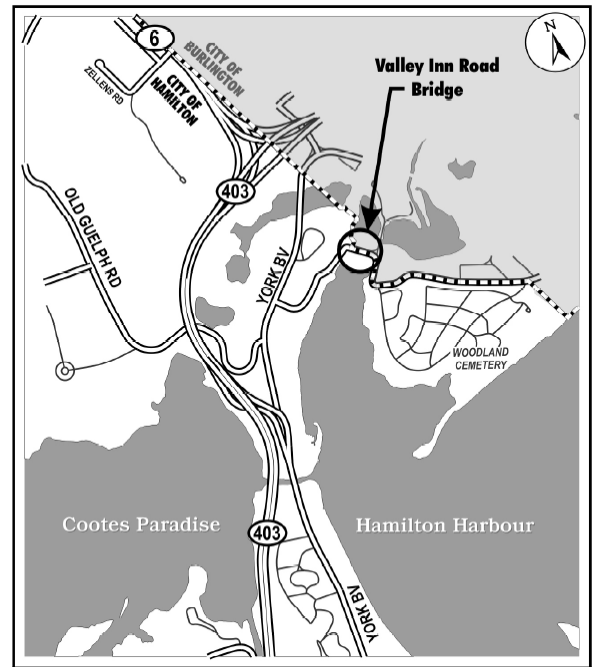 N
6
CITY OF
BURLINGTON
CITY OF
HAMILTON
ZELLENS RD
Valley Inn Road
Bridge
403
OLD GUELPH RD
YORK BV
WOODLAND
CEMETERY
Cootes Paradise
Hamilton Harbour
403
YORK BV